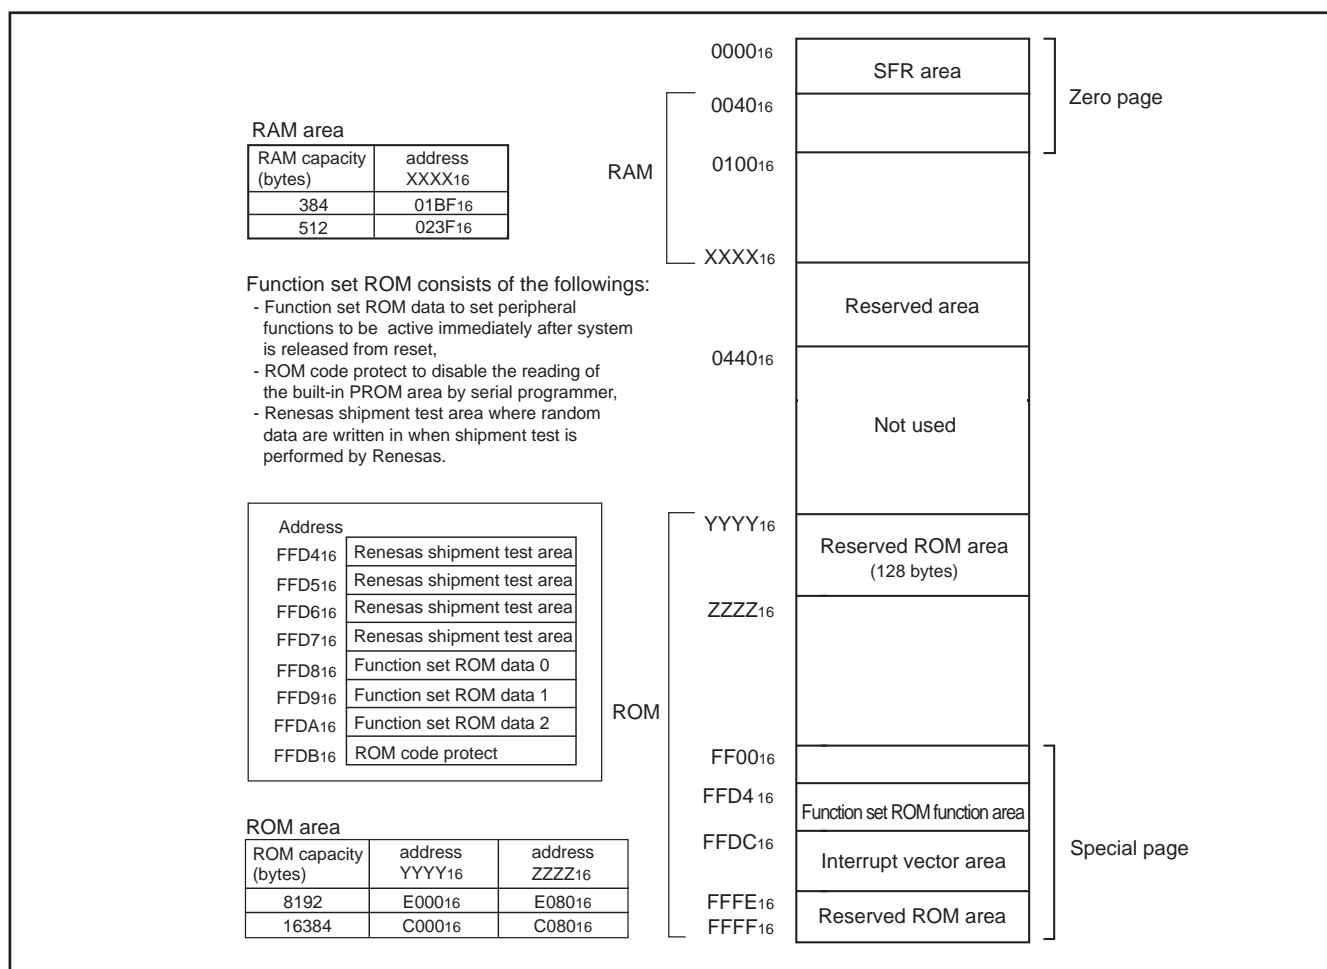 RAM area
RAM capacity (bytes) address XXXX16
384 01BF16
512 023F16
Function set ROM consists of the followings:
- Function set ROM data to set peripheral
functions to be active immediately after system
is released from reset,
- ROM code protect to disable the reading of
the built-in PROM area by serial programmer,
- Renesas shipment test area where random
data are written in when shipment test is
performed by Renesas.
Address
FFD416 Renesas shipment test area
FFD516 Renesas shipment test area
FFD616 Renesas shipment test area
FFD716 Renesas shipment test area
FFD816 Function set ROM data 0
FFD916 Function set ROM data 1
FFDA16 Function set ROM data 2
FFDB16 ROM code protect
ROM area
ROM capacity (bytes) address YYYY16 address ZZZZ16
8192 E00016 E08016
16384 C00016 C08016
RAM
ROM
000016
SFR area
004016
Zero page
010016
XXXX16
Reserved area
044016
Not used
YYYY16
Reserved ROM area
(128 bytes)
ZZZZ16
FF0016
FFD416
Function set ROM function area
FFDC16
Interrupt vector area
Special page
FFFE16
Reserved ROM area
FFFF16